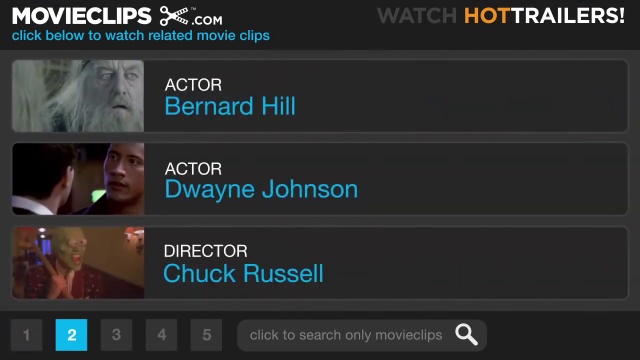 MOVIECLIPS .COM™
WATCH HOTTRAILERS!
click below to watch related movie clips
ACTOR
Bernard Hill
ACTOR
Dwayne Johnson
DIRECTOR
Chuck Russell
1 2 3 4 5 click to search only movieclips